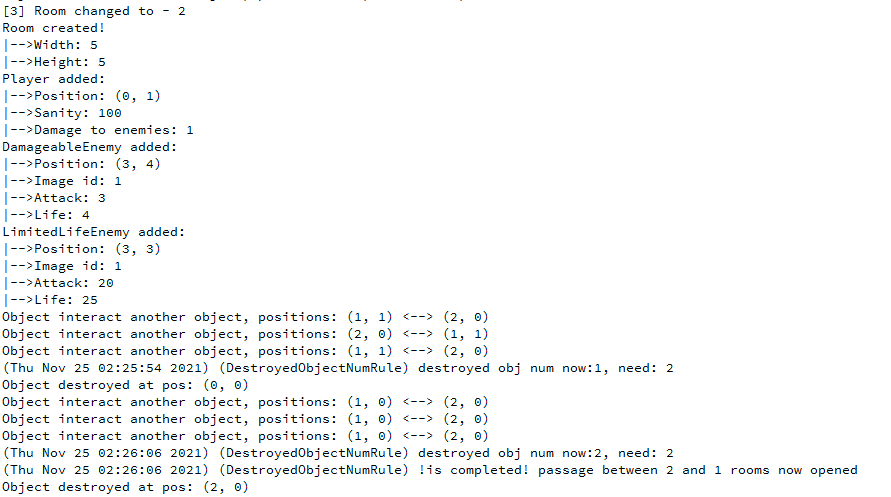 [3] Room changed to - 2
Room created!
|-->Width: 5
|-->Height: 5
Player added:
|-->Position: (0, 1)
|-->Sanity: 100
|-->Damage to enemies: 1
DamageableEnemy added:
|-->Position: (3, 4)
|-->Image id: 1
|-->Attack: 3
|-->Life: 4
LimitedLifeEnemy added:
|-->Position: (3, 3)
|-->Image id: 1
|-->Attack: 20
|-->Life: 25
Object interact another object, positions: (1, 1) <--> (2, 0)
Object interact another object, positions: (2, 0) <--> (1, 1)
Object interact another object, positions: (1, 1) <--> (2, 0)
(Thu Nov 25 02:25:54 2021) (DestroyedObjectNumRule) destroyed obj num now:1, need: 2
Object destroyed at pos: (0, 0)
Object interact another object, positions: (1, 0) <--> (2, 0)
Object interact another object, positions: (1, 0) <--> (2, 0)
Object interact another object, positions: (1, 0) <--> (2, 0)
(Thu Nov 25 02:26:06 2021) (DestroyedObjectNumRule) destroyed obj num now:2, need: 2
(Thu Nov 25 02:26:06 2021) (DestroyedObjectNumRule) !is completed! passage between 2 and 1 rooms now opened
Object destroyed at pos: (2, 0)